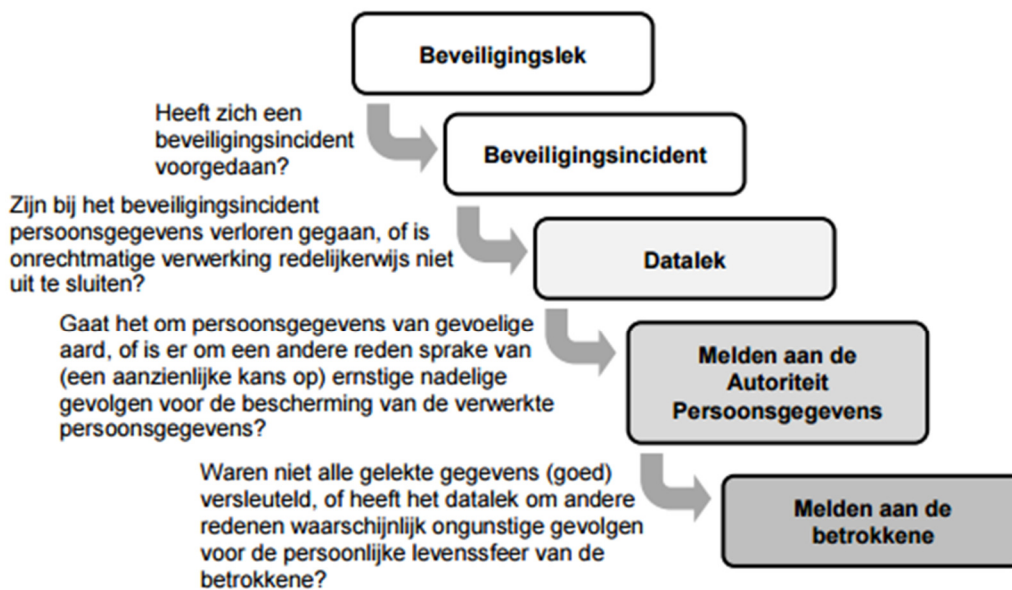 Beveiligingslek
Heeft zich een
beveiligingsincident
voorgedaan?
Beveiligingsincident
Zijn bij het beveiligingsincident
persoonsgegevens verloren gegaan, of is
onrechtmatige verwerking redelijkerwijs niet
uit te sluiten?
Datalek
Gaat het om persoonsgegevens van gevoelige
aard, of is er om een andere reden sprake van
(een aanzienlijke kans op) ernstige nadelige
gevolgen voor de bescherming van de verwerkte
persoonsgegevens?
Melden aan de
Autoriteit
Persoonsgegevens
Waren niet alle gelekte gegevens (goed)
versleuteld, of heeft het datalek om andere
redenen waarschijnlijk ongunstige gevolgen
voor de persoonlijke levenssfeer van de
betrokkene?
Melden aan de
betrokkene